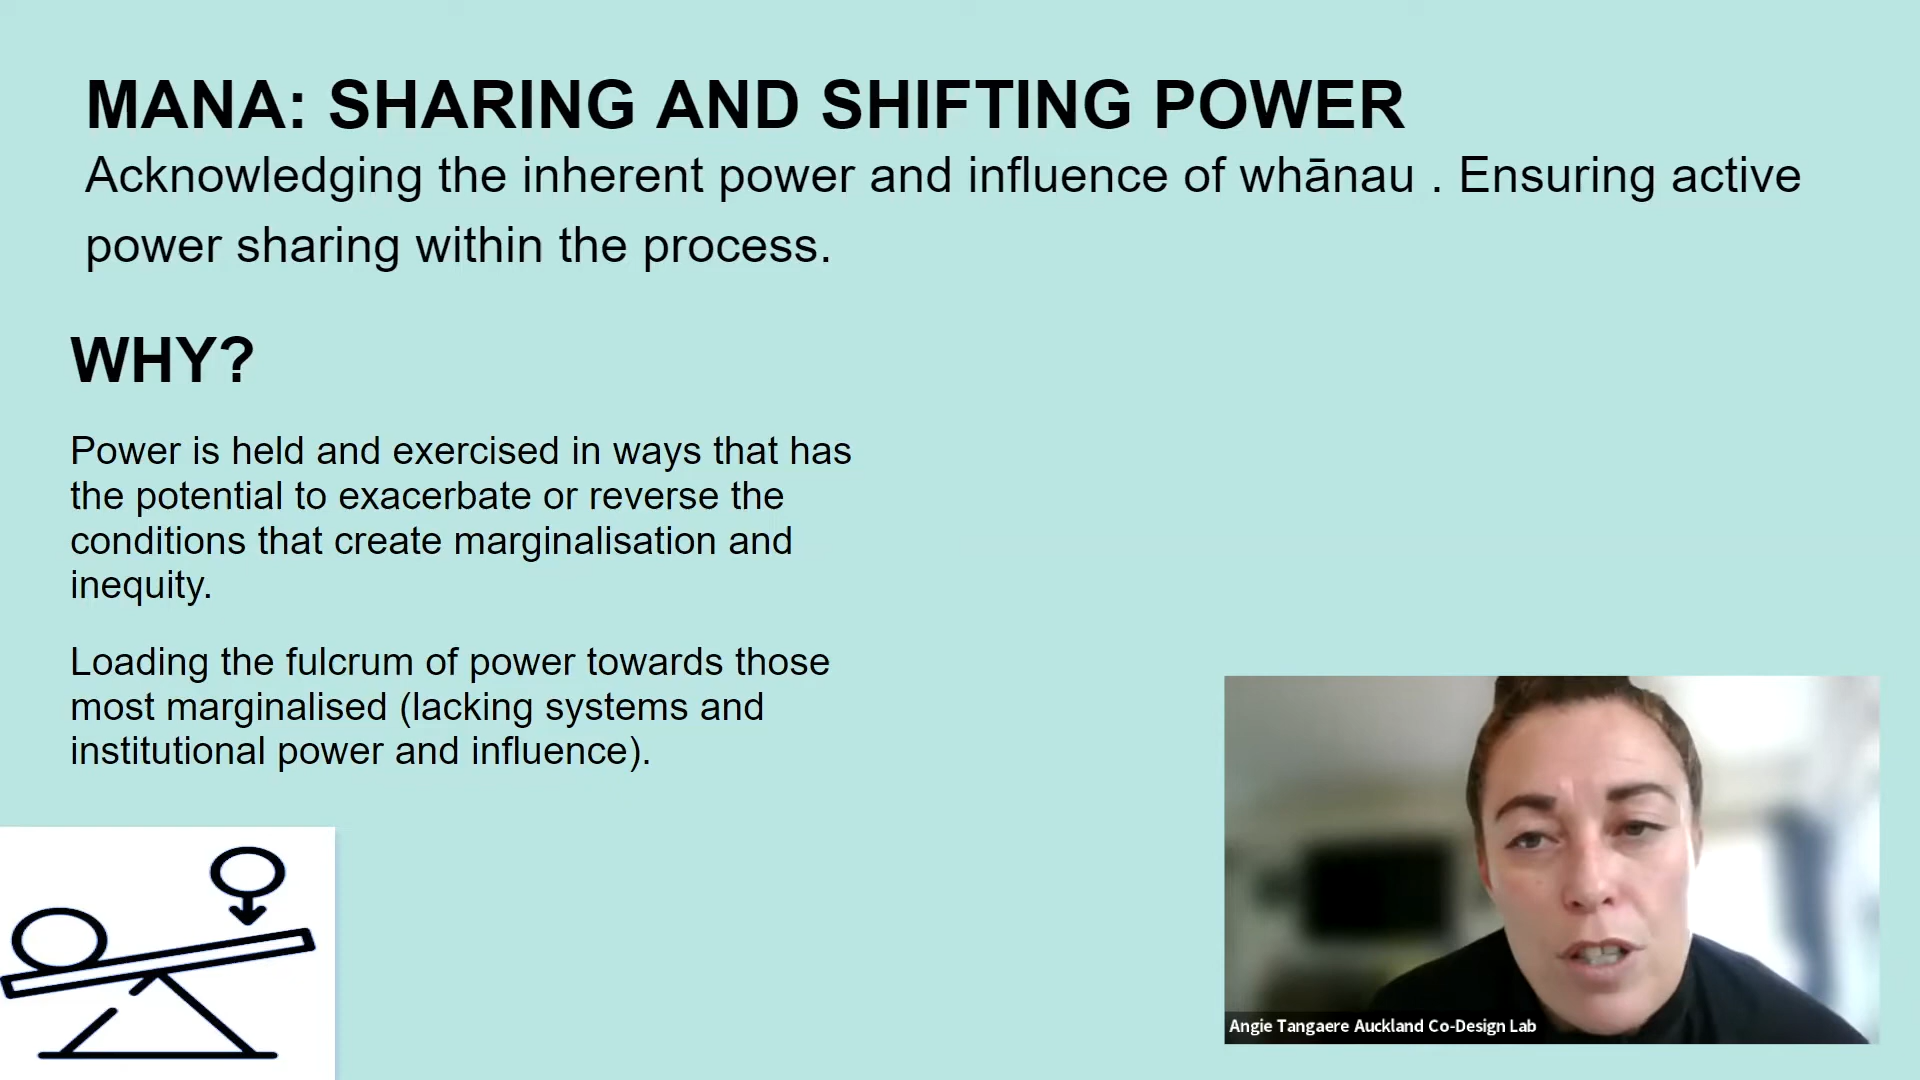 MANA: SHARING AND SHIFTING POWER
Acknowledging the inherent power and influence of whānau . Ensuring active
power sharing within the process.
WHY?
Power is held and exercised in ways that has
the potential to exacerbate or reverse the
conditions that create marginalisation and
inequity.
Loading the fulcrum of power towards those
most marginalised (lacking systems and
institutional power and influence).
Angie Tangaere Auckland Co-Design Lab